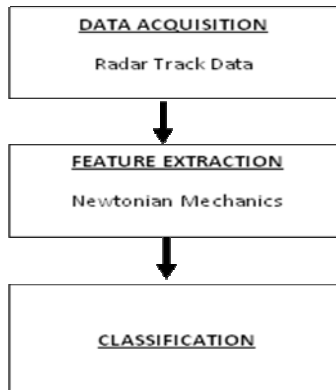 DATA ACQUISITION
Radar Track Data
FEATURE EXTRACTION
Newtonian Mechanics
CLASSIFICATION